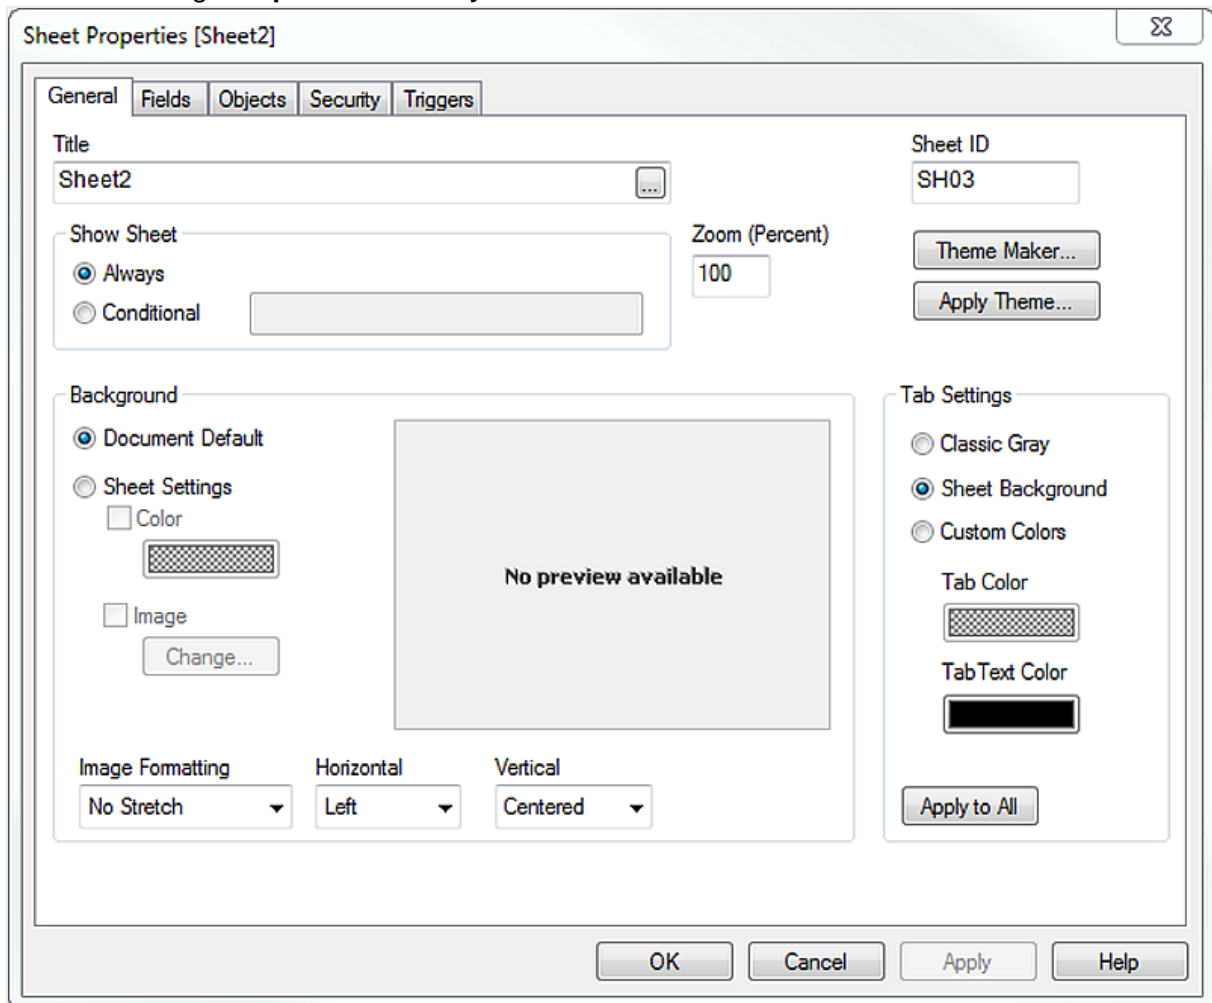 Sheet Properties [Sheet2]
General Fields Objects Security Triggers
Title
Sheet ID
Sheet2
...
SH03
Show Sheet
Zoom (Percent)
Always
100
Theme Maker...
Conditional
Apply Theme...
Background
Tab Settings
Document Default
Classic Gray
Sheet Settings
Sheet Background
Color
Custom Colors
No preview available
Tab Color
Image
Change...
Tab Text Color
Image Formatting
Horizontal
Vertical
No Stretch
Left
Centered
Apply to All
OK
Cancel
Apply
Help